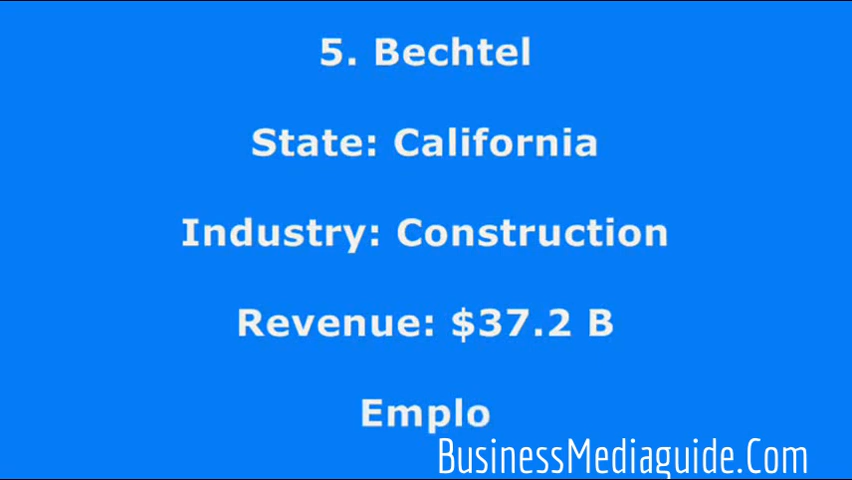 5. Bechtel
State: California
Industry: Construction
Revenue: $37.2 B
Emplo
BusinessMediaguide.Com